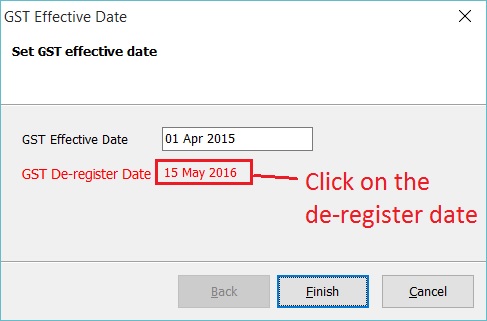 GST Effective Date
Set GST effective date
GST Effective Date 01 Apr 2015
GST De-register Date 15 May 2016
Click on the
de-register date
Back Finish Cancel